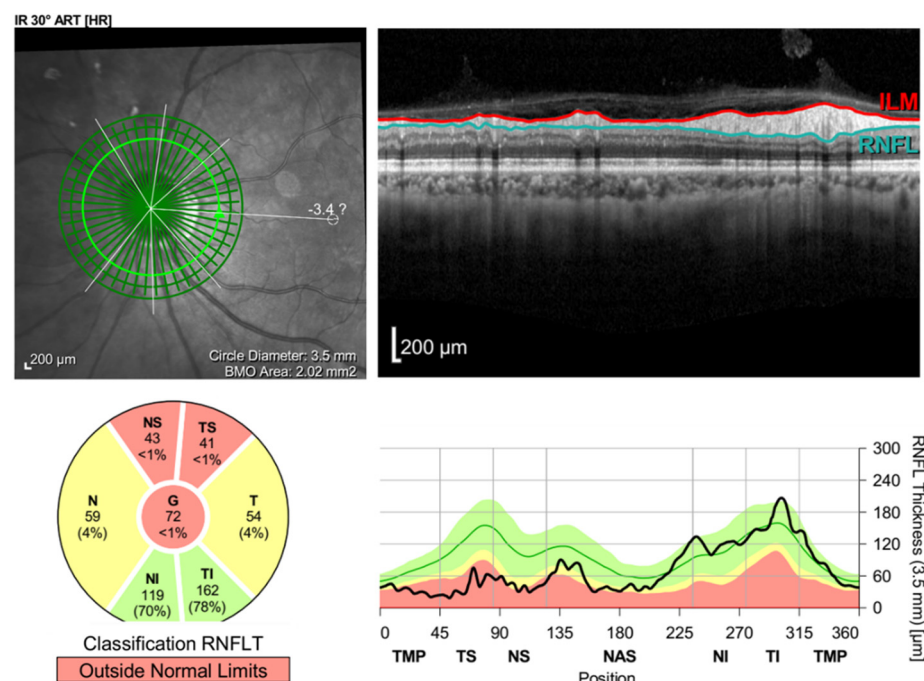 IR 30° ART [HR]
-3.4 ?
200 µm
Circle Diameter: 3.5 mm
BMO Area: 2.02 mm2
ILM
RNFL
200 µm
NS
43
<1%
TS
41
<1%
N
59
(4%)
G
72
<1%
T
54
(4%)
NI
119
(70%)
TI
162
(78%)
Classification RNFLT
Outside Normal Limits
RNFL Thickness (3.5 mm) [µm]
300
240
180
120
60
0
0 45 90 135 180 225 270 315 360
TMP TS NS NAS NI TI TMP
Position